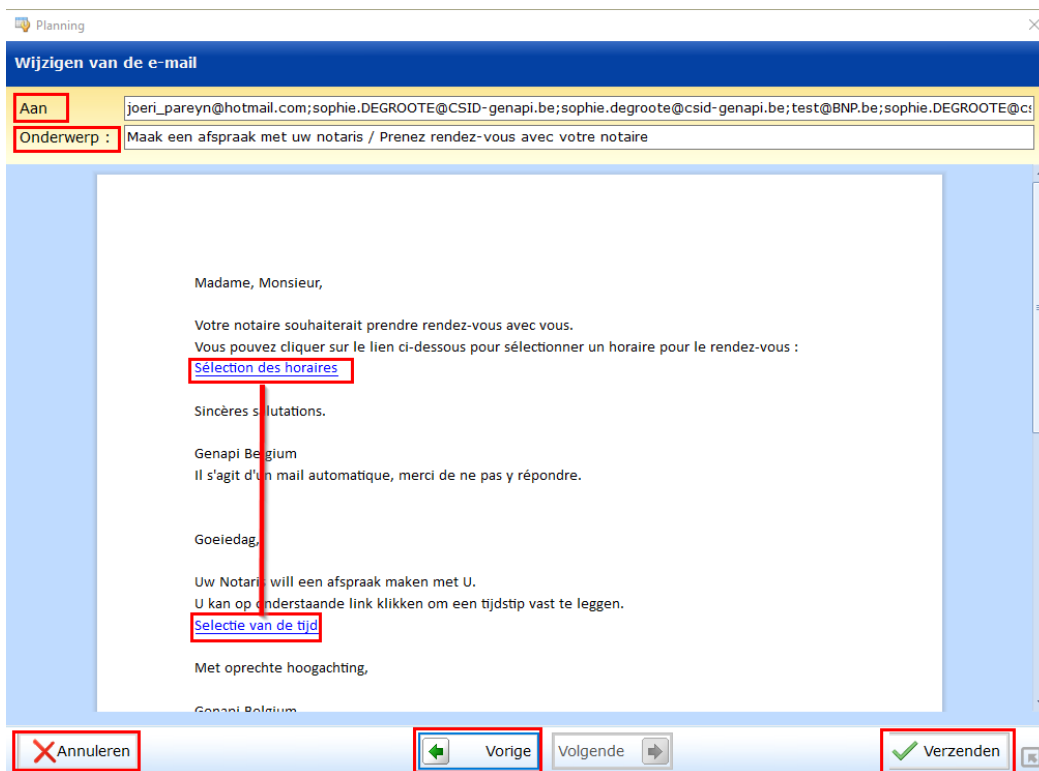 Planning
Wijzigen van de e-mail
Aan
joeri_pareyn@hotmail.com;sophie.DEGROOTE@CSID-genapi.be;sophie.degroote@csid-genapi.be;test@BNP.be;sophie.DEGROOTE@cs
Onderwerp :
Maak een afspraak met uw notaris / Prenez rendez-vous avec votre notaire
Madame, Monsieur,
Votre notaire souhaiterait prendre rendez-vous avec vous.
Vous pouvez cliquer sur le lien ci-dessous pour sélectionner un horaire pour le rendez-vous :
Sélection des horaires
Sincères salutations.
Genapi Belgium
Il s'agit d'un mail automatique, merci de ne pas y répondre.
Goeiedag,
Uw Notaris will een afspraak maken met U.
U kan op onderstaande link klikken om een tijdstip vast te leggen.
Selectie van de tijd
Met oprechte hoogachting,
Genapi Belgium
Annuleren
Vorige
Volgende
Verzenden